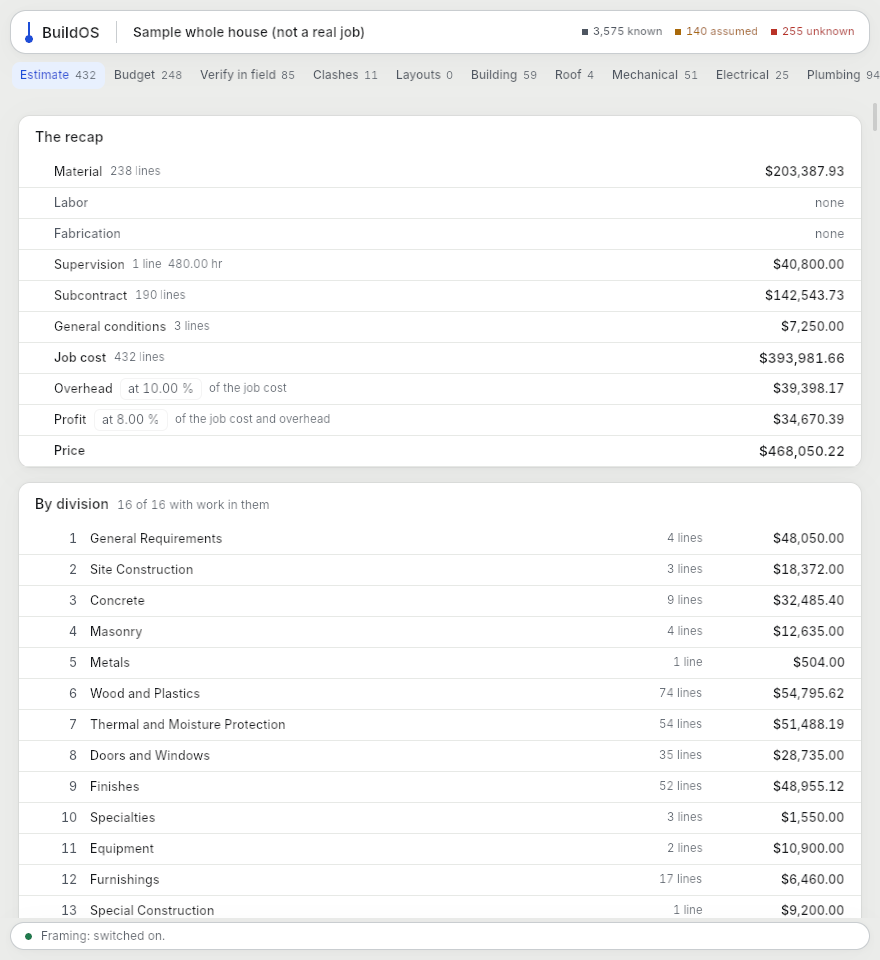 BuildOS Sample whole house (not a real job) 3,575 known 140 assumed 255 unknown
Estimate 432 Budget 248 Verify in field 85 Clashes 11 Layouts 0 Building 59 Roof 4 Mechanical 51 Electrical 25 Plumbing 94
The recap
Material 238 lines $203,387.93
Labor none
Fabrication none
Supervision 1 line 480.00 hr $40,800.00
Subcontract 190 lines $142,543.73
General conditions 3 lines $7,250.00
Job cost 432 lines $393,981.66
Overhead at 10.00 % of the job cost $39,398.17
Profit at 8.00 % of the job cost and overhead $34,670.39
Price $468,050.22
By division 16 of 16 with work in them
1 General Requirements 4 lines $48,050.00
2 Site Construction 3 lines $18,372.00
3 Concrete 9 lines $32,485.40
4 Masonry 4 lines $12,635.00
5 Metals 1 line $504.00
6 Wood and Plastics 74 lines $54,795.62
7 Thermal and Moisture Protection 54 lines $51,488.19
8 Doors and Windows 35 lines $28,735.00
9 Finishes 52 lines $48,955.12
10 Specialties 3 lines $1,550.00
11 Equipment 2 lines $10,900.00
12 Furnishings 17 lines $6,460.00
13 Special Construction 1 line $9,200.00
Framing: switched on.